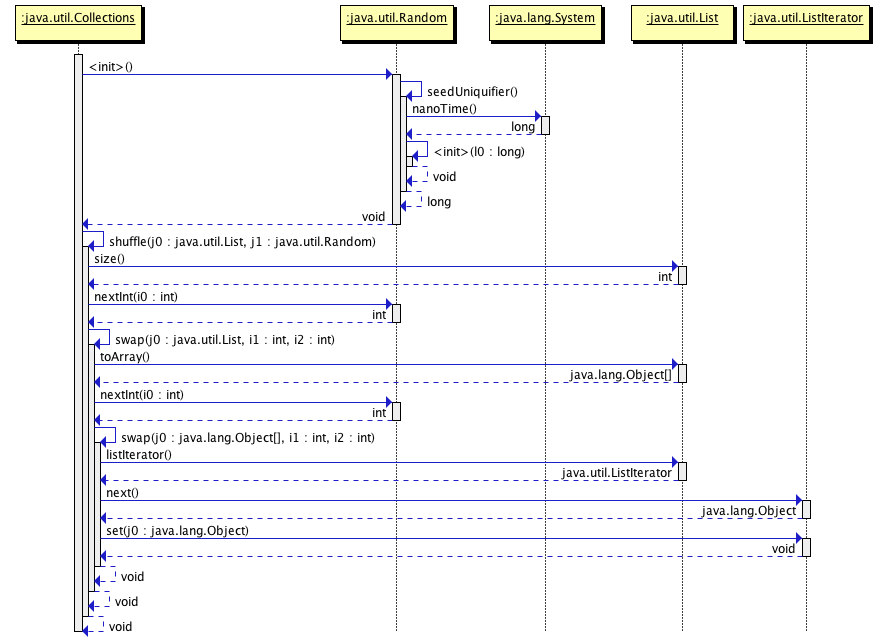 :java.util.Collections
:java.util.Random
:java.lang.System
:java.util.List
:java.util.ListIterator
<init>()
seedUniquifier()
nanoTime()
long
<init>(l0 : long)
void
long
void
shuffle(j0 : java.util.List, j1 : java.util.Random)
size()
int
nextInt(i0 : int)
int
swap(j0 : java.util.List, i1 : int, i2 : int)
toArray()
java.lang.Object[]
nextInt(i0 : int)
int
swap(j0 : java.lang.Object[], i1 : int, i2 : int)
listIterator()
java.util.ListIterator
next()
java.lang.Object
set(j0 : java.lang.Object)
void
void
void
void